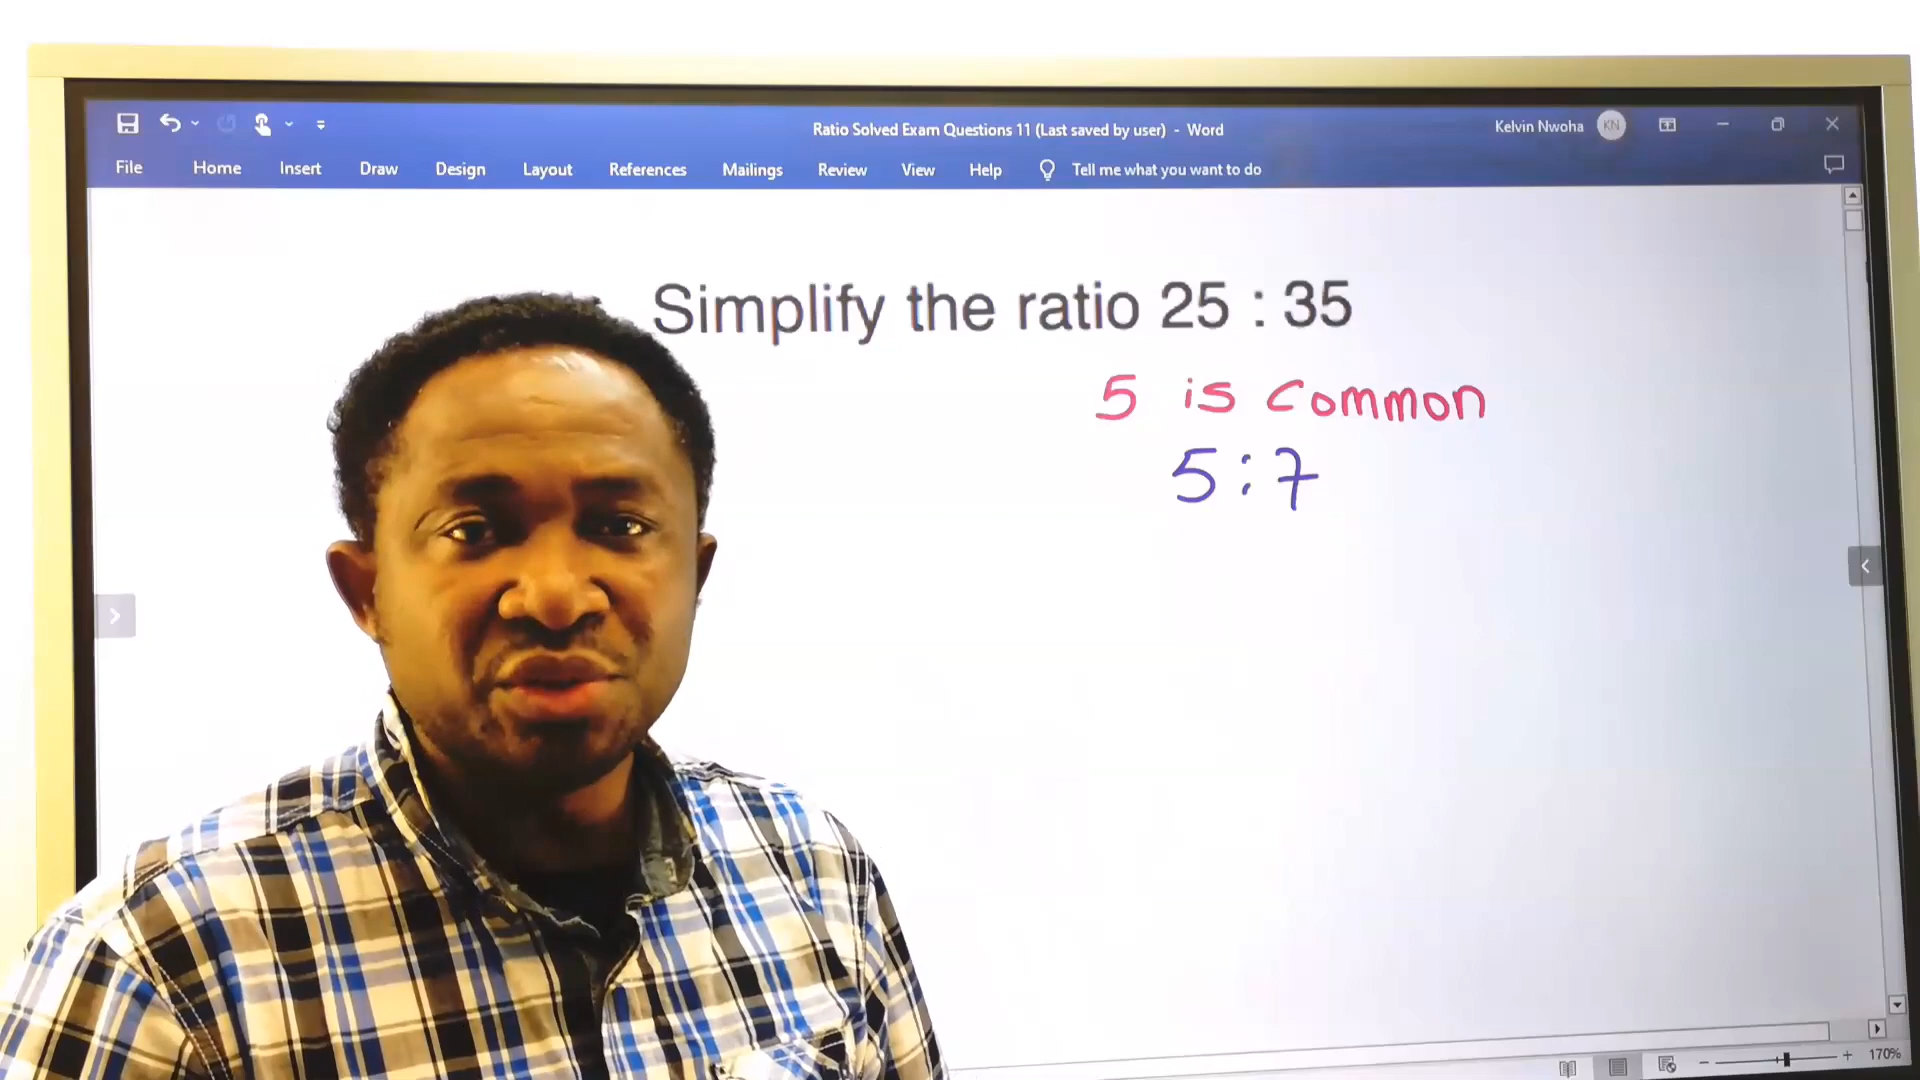 Ratio Solved Exam Questions 11 (Last saved by user) - Word
Kelvin Nwoha KN
File Home Insert Draw Design Layout References Mailings Review View Help Tell me what you want to do
Simplify the ratio 25 : 35
5 is common
5:7
170%